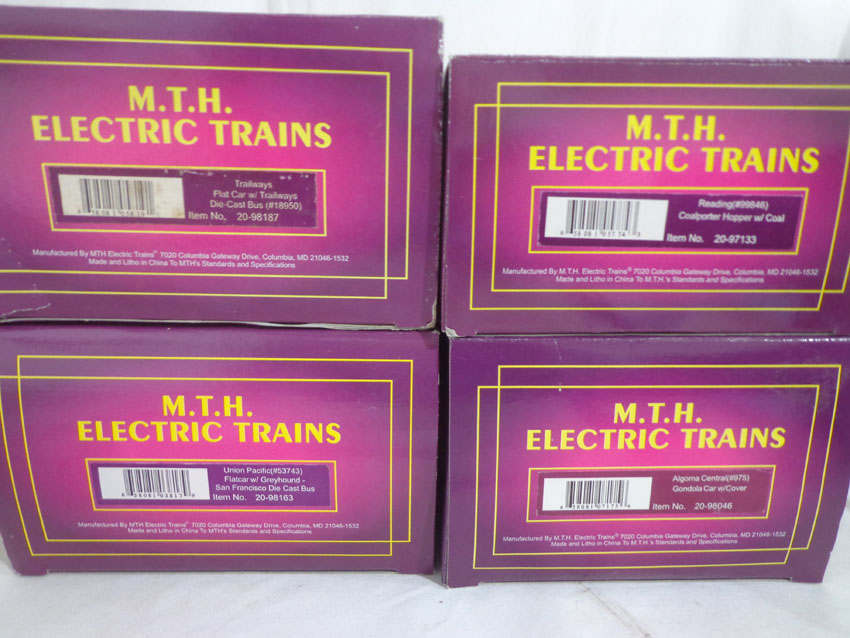 M.T.H.
ELECTRIC TRAINS
Trailways
Flat Car w/ Trailways
Die-Cast Bus (#18950)
Item No. 20-98187
Manufactured By MTH Electric Trains™ 7020 Columbia Gateway Drive, Columbia, MD 21046-1532
Made and Litho in China To MTH's Standards and Specifications
M.T.H.
ELECTRIC TRAINS
Reading(#99846)
Coalporter Hopper w/ Coal
Item No. 20-97133
Manufactured By M.T.H. Electric Trains® 7020 Columbia Gateway Drive, Columbia, MD 21046-1532
Made and Litho in China To M.T.H.'s Standards and Specifications
M.T.H.
ELECTRIC TRAINS
Union Pacific(#53743)
Flatcar w/ Greyhound -
San Francisco Die Cast Bus
Item No. 20-98163
Manufactured By MTH Electric Trains™ 7020 Columbia Gateway Drive, Columbia, MD 21046-1532
Made and Litho in China To MTH's Standards and Specifications
M.T.H.
ELECTRIC TRAINS
Algoma Central(#975)
Gondola Car w/Cover
Item No. 20-98046
Manufactured By M.T.H. Electric Trains® 7020 Columbia Gateway Drive, Columbia, MD 21046-1532
Made and Litho in China To M.T.H.'s Standards and Specifications